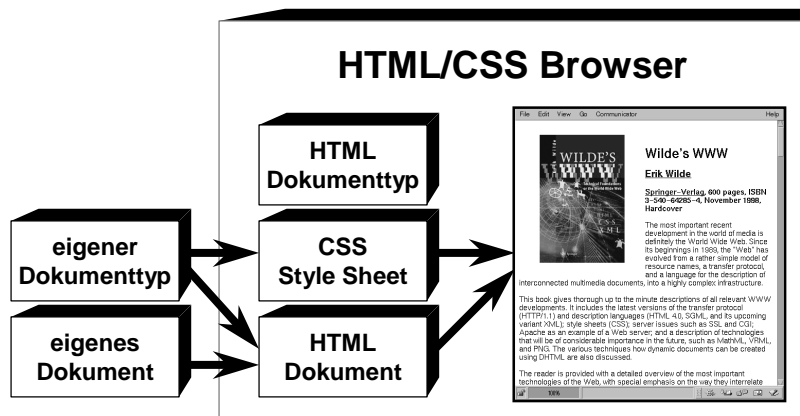 HTML/CSS Browser
HTML
Dokumenttyp
eigener
Dokumenttyp
CSS
Style Sheet
eigenes
Dokument
HTML
Dokument
File Edit View Go Communicator Help
WILDE'S
WWW
Technical Foundations
of the World Wide Web
Wilde's WWW
Erik Wilde
Springer-Verlag, 600 pages, ISBN
3-540-64285-4, November 1998,
Hardcover
The most important recent
development in the world of media is
definitely the World Wide Web. Since
its beginnings in 1989, the "Web" has
evolved from a rather simple model of
resource names, a transfer protocol,
and a language for the description of
interconnected multimedia documents, into a highly complex infrastructure.
This book gives thorough up to the minute descriptions of all relevant WWW
developments. It includes the latest versions of the transfer protocol
(HTTP/1.1) and description languages (HTML 4.0, SGML, and its upcoming
variant XML); style sheets (CSS); server issues such as SSL and CGI;
Apache as an example of a Web server; and a description of technologies
that will be of considerable importance in the future, such as MathML, VRML,
and PNG. The various techniques how dynamic documents can be created
using DHTML are also discussed.
The reader is provided with a detailed overview of the most important
technologies of the Web, with special emphasis on the way they interrelate
100%